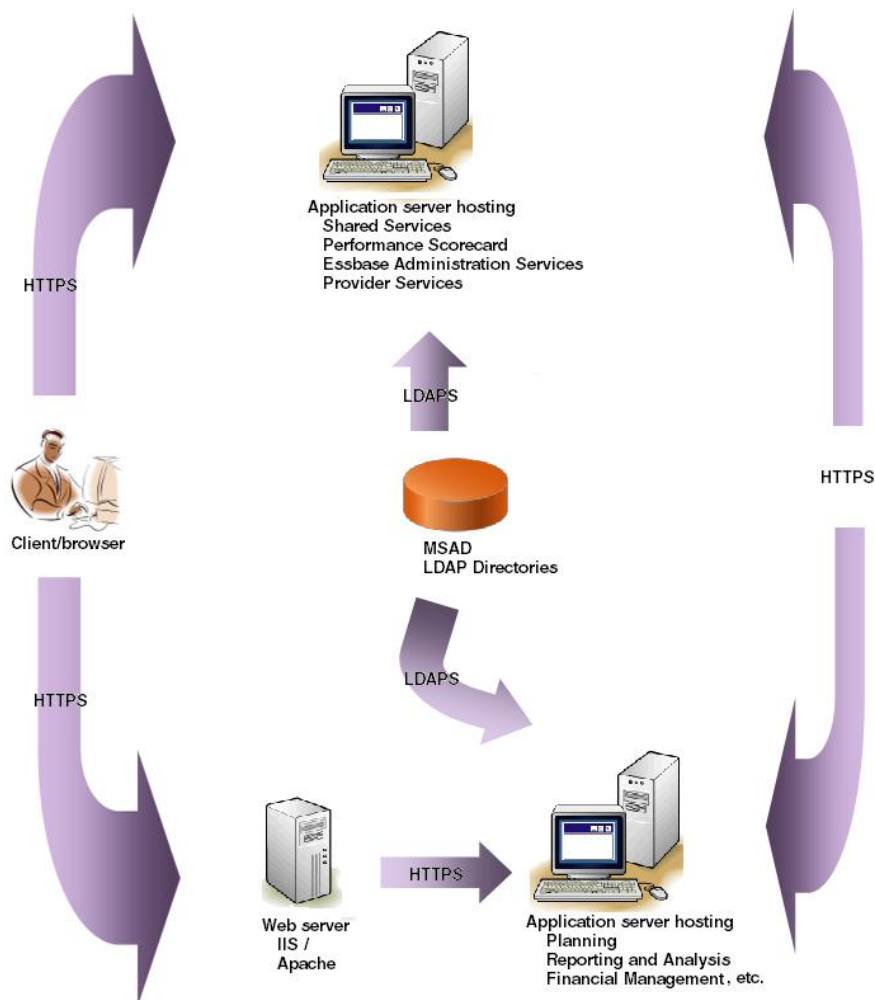 Application server hosting
Shared Services
Performance Scorecard
Essbase Administration Services
Provider Services
HTTPS
LDAPS
HTTPS
Client/browser
MSAD
LDAP Directories
LDAPS
HTTPS
HTTPS
Web server
IIS /
Apache
Application server hosting
Planning
Reporting and Analysis
Financial Management, etc.